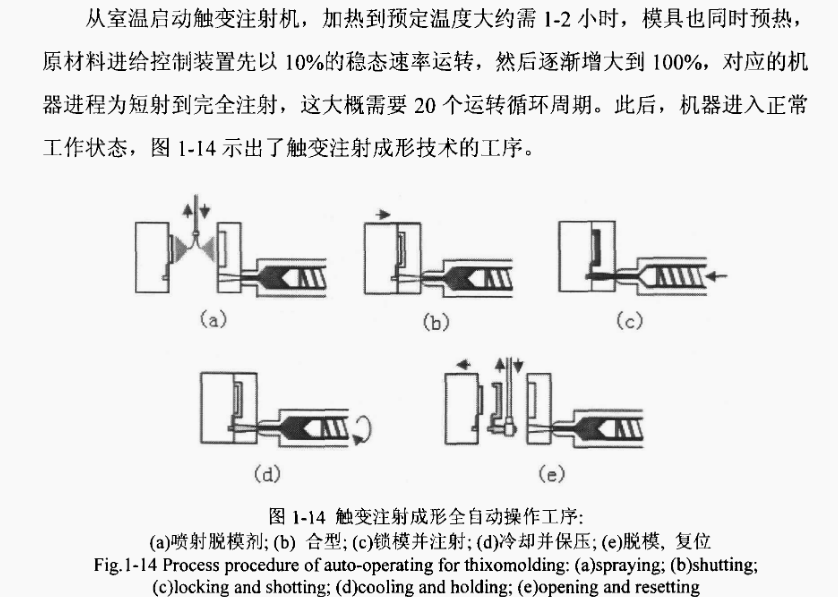 从室温启动触变注射机，加热到预定温度大约需 1-2 小时，模具也同时预热，
原材料进给控制装置先以 10%的稳态速率运转，然后逐渐增大到 100%，对应的机
器进程为短射到完全注射，这大概需要 20 个运转循环周期。此后，机器进入正常
工作状态，图 1-14 示出了触变注射成形技术的工序。
(a)
(b)
(c)
(d)
(e)
图 1-14 触变注射成形全自动操作工序:
(a)喷射脱模剂; (b) 合型; (c)锁模并注射; (d)冷却并保压; (e)脱模, 复位
Fig.1-14 Process procedure of auto-operating for thixomolding: (a)spraying; (b)shutting;
(c)locking and shotting; (d)cooling and holding; (e)opening and resetting